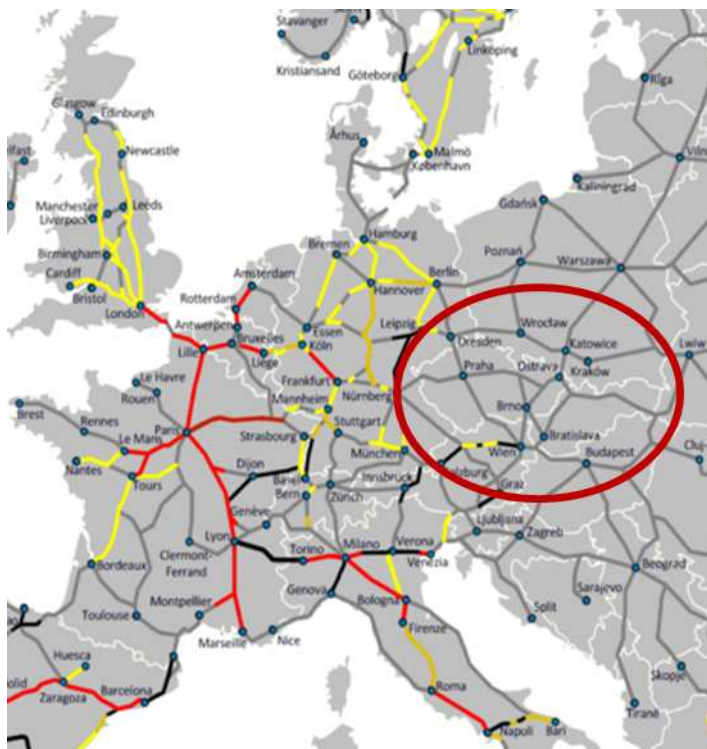 Stavanger
Kristiansand
Linköping
Göteborg
Rīga
Glasgow
Edinburgh
Århus
Malmö
København
Newcastle
Kaliningrad
Gdańsk
Manchester
Leeds
Liverpool
Hamburg
Bremen
Poznań
Warszawa
Birmingham
Cardiff
Bristol
London
Amsterdam
Berlin
Hannover
Rotterdam
Antwerpen
Essen
Leipzig
Wrocław
Bruxelles
Köln
Dresden
Katowice
Lille
Liège
Praha
Ostrava
Kraków
Lwiw
Le Havre
Rouen
Frankfurt
Nürnberg
Mannheim
Brest
Rennes
Paris
Stuttgart
Brno
Le Mans
Strasbourg
Bratislava
Nantes
München
Wien
Budapest
Tours
Dijon
Basel
Salzburg
Bern
Zürich
Innsbruck
Graz
Cluj-
Genève
Ljubljana
Zagreb
Lyon
Clermont-
Ferrand
Torino
Milano
Verona
Venezia
Bordeaux
Beograd
Genova
Bologna
Montpellier
Sarajevo
Toulouse
Marseille
Nice
Firenze
Split
Huesca
Zaragoza
Barcelona
Roma
Skopje
Tiranë
Napoli
Bari